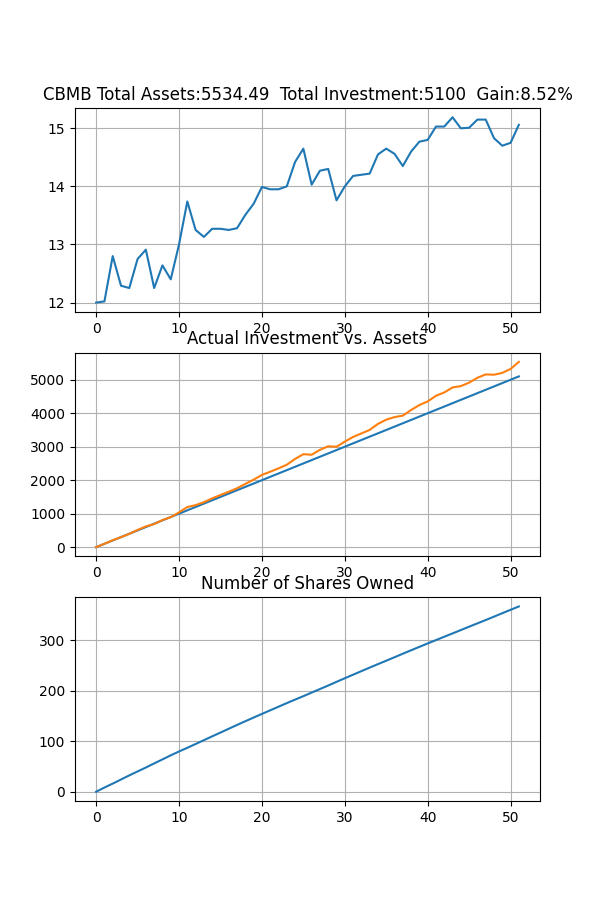 CBMB Total Assets:5534.49  Total Investment:5100  Gain:8.52%
15
14
13
12
0 10 20 30 40 50
Actual Investment vs. Assets
5000
4000
3000
2000
1000
0
0 10 20 30 40 50
Number of Shares Owned
300
200
100
0
0 10 20 30 40 50